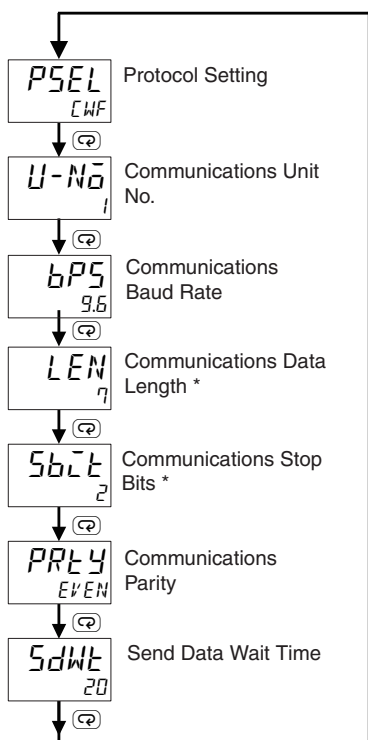 PSEL
Protocol Setting
CWF
U-No
Communications Unit
No.
1
bPS
Communications
Baud Rate
9.6
LEN
Communications Data
Length *
7
Sbit
Communications Stop
Bits *
2
PRtY
Communications
Parity
EVEN
SdWt
Send Data Wait Time
20